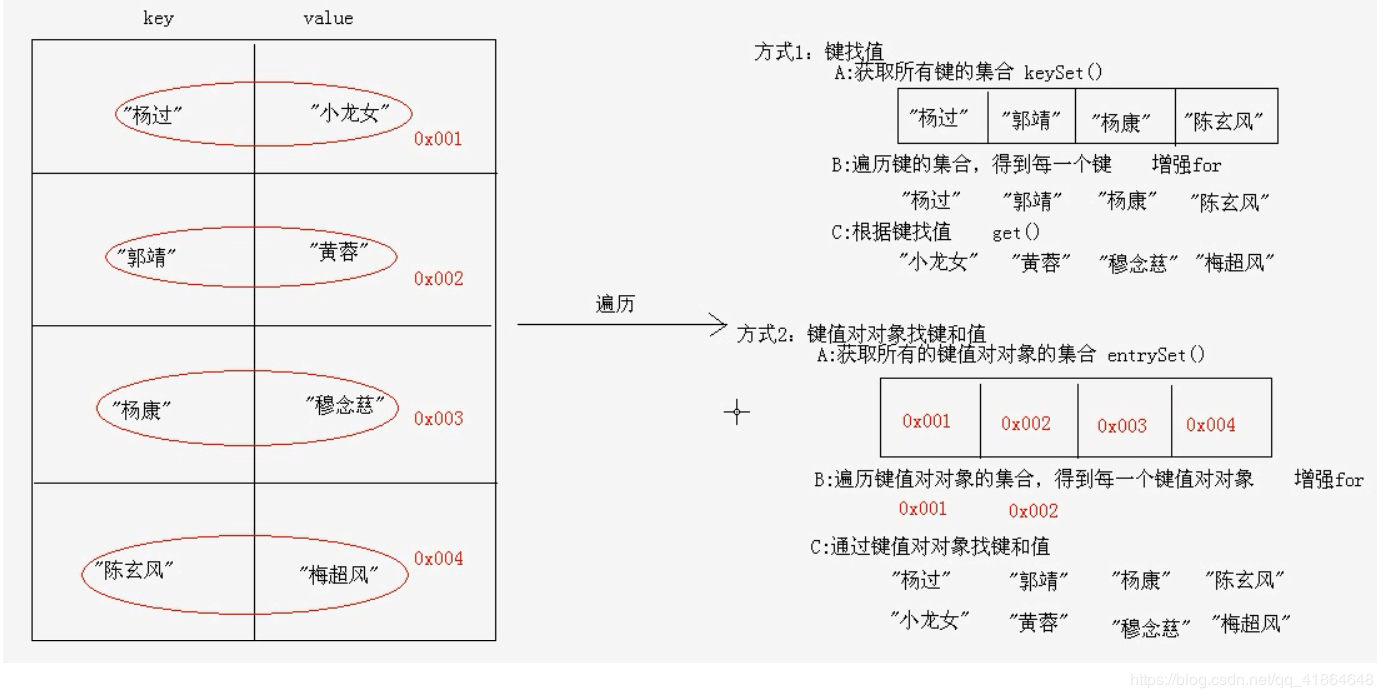 key value
"杨过" "小龙女"
0x001
"郭靖" "黄蓉"
0x002
"杨康" "穆念慈"
0x003
"陈玄风" "梅超风"
0x004
遍历
方式1: 键找值
A:获取所有键的集合 keySet()
"杨过" "郭靖" "杨康" "陈玄风"
B:遍历键的集合，得到每一个键 增强for
"杨过" "郭靖" "杨康" "陈玄风"
C:根据键找值 get()
"小龙女" "黄蓉" "穆念慈" "梅超风"
方式2: 键值对对象找键和值
A:获取所有的键值对对象的集合 entrySet()
0x001 0x002 0x003 0x004
B:遍历键值对对象的集合，得到每一个键值对对象 增强for
0x001 0x002
C:通过键值对对象找键和值
"杨过" "郭靖" "杨康" "陈玄风"
"小龙女" "黄蓉" "穆念慈" "梅超风"
https://blog.csdn.net/qq_41864648